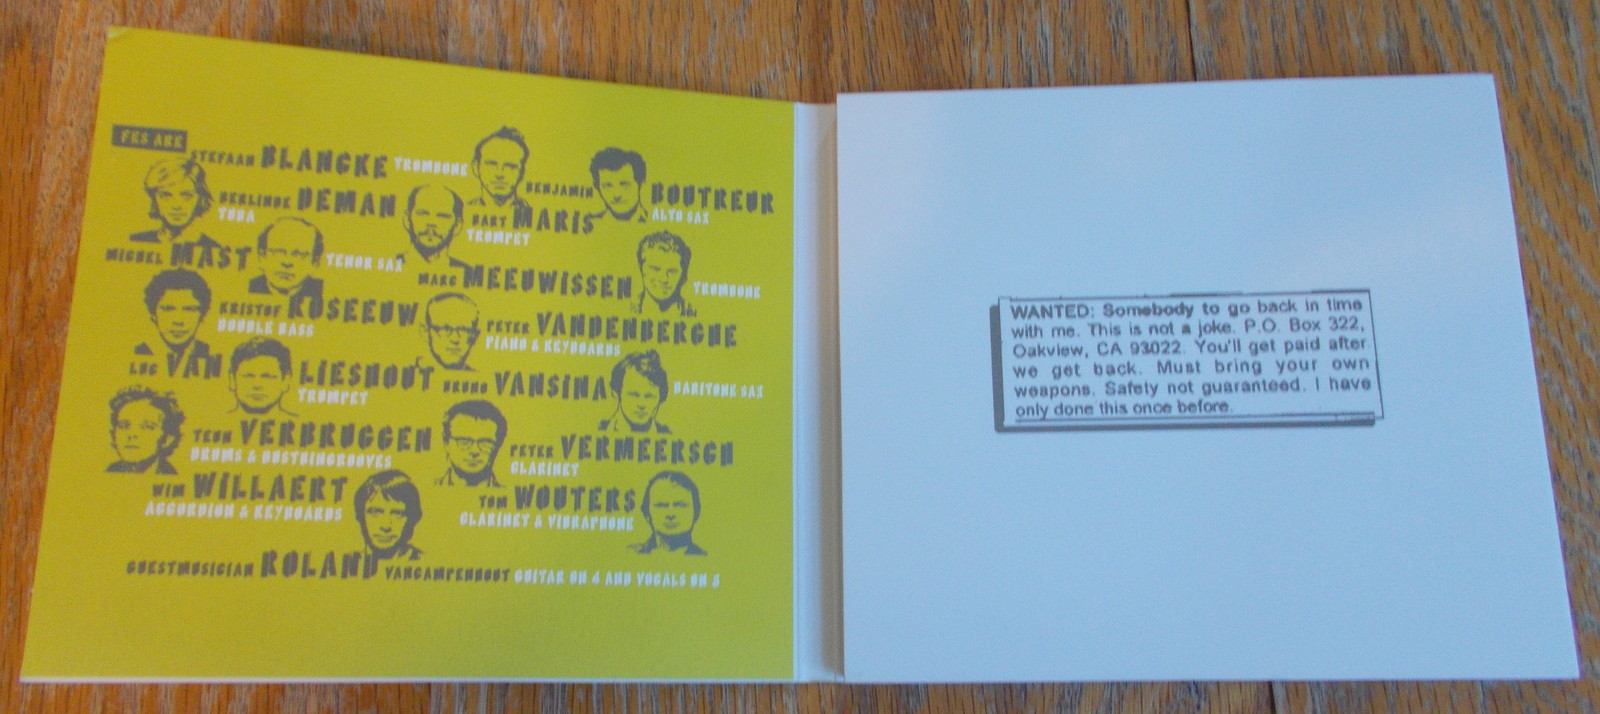 FES ARE
STEFAAN BLANCKE TROMBONE
BENJAMIN BOUTREUR
ALTO SAX
BERLINDE DEMAN
TUBA
BART MARIS
TROMPET
MICHEL MAST TENOR SAX
MARC MEEUWISSEN TROMBONE
KRISTOF ROSEEUW
DOUBLE BASS
PETER VANDENBERGHE
PIANO & KEYBOARDS
LUC VAN LIESHOUT
TROMPET
BRUNO VANSINA BARITONE SAX
TEUN VERBRUGGEN
DRUMS & BUSTHINGROOVES
PETER VERMEERSCH
CLARINET
WIM WILLAERT
ACCORDION & KEYBOARDS
TOM WOUTERS
CLARINET & VIBRAPHONE
GUESTMUSICIAN ROLAND VANCAMPENHOUT GUITAR ON 4 AND VOCALS ON
WANTED: Somebody to go back in time
with me. This is not a joke. P.O. Box 322,
Oakview, CA 93022. You'll get paid after
we get back. Must bring your own
weapons. Safety not guaranteed. I have
only done this once before.